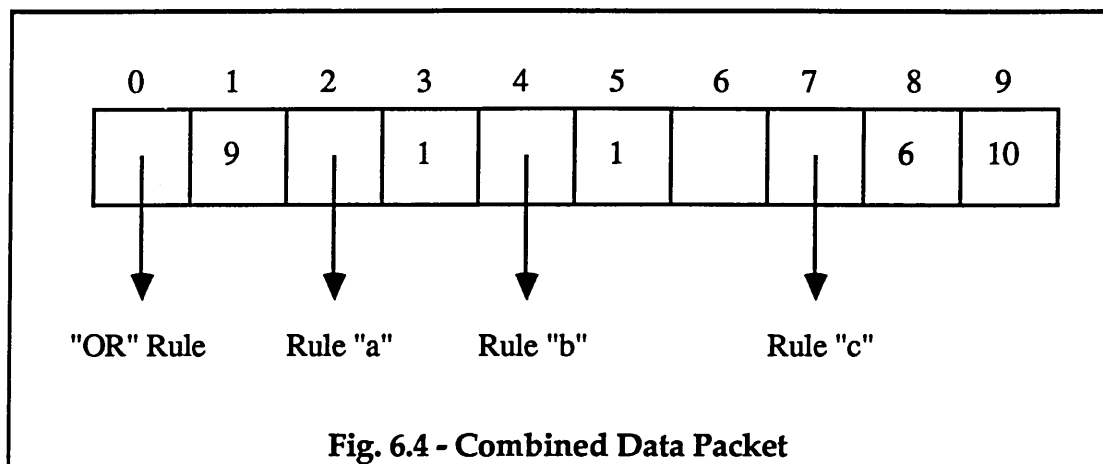 0 1 2 3 4 5 6 7 8 9
9 1 1 6 10
"OR" Rule Rule "a" Rule "b" Rule "c"
Fig. 6.4 - Combined Data Packet